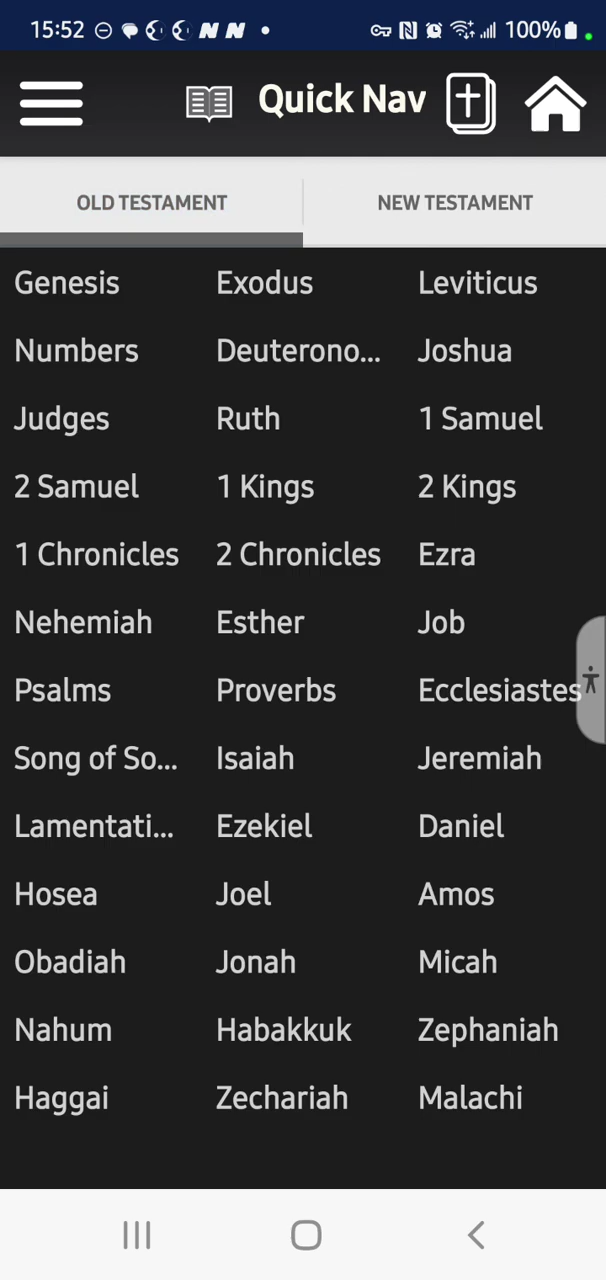 15:52 100%
Quick Nav
OLD TESTAMENT NEW TESTAMENT
Genesis Exodus Leviticus
Numbers Deuterono... Joshua
Judges Ruth 1 Samuel
2 Samuel 1 Kings 2 Kings
1 Chronicles 2 Chronicles Ezra
Nehemiah Esther Job
Psalms Proverbs Ecclesiastes
Song of So... Isaiah Jeremiah
Lamentati... Ezekiel Daniel
Hosea Joel Amos
Obadiah Jonah Micah
Nahum Habakkuk Zephaniah
Haggai Zechariah Malachi